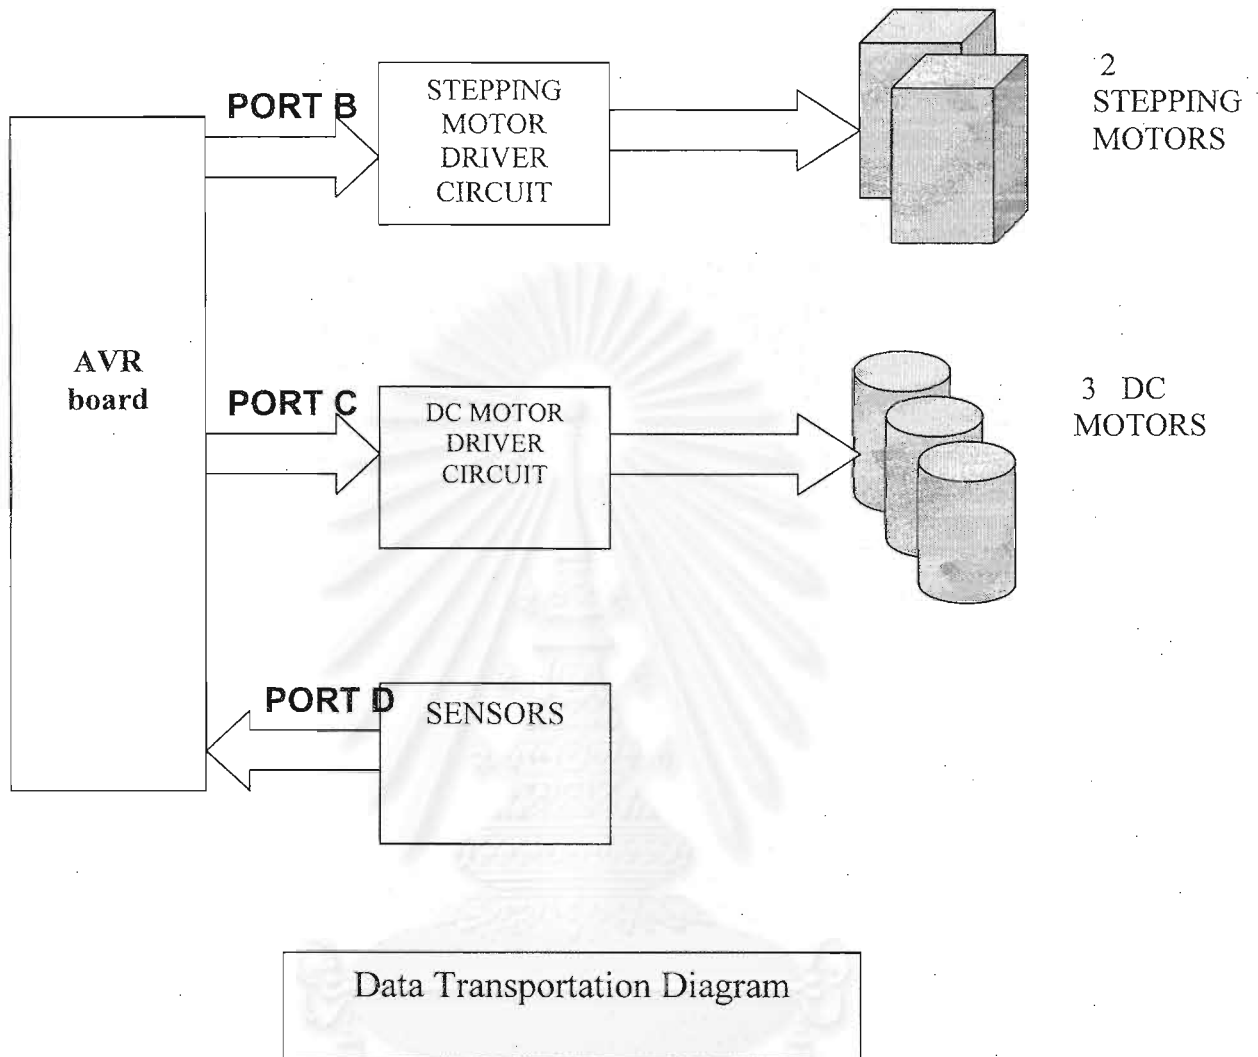 PORT B
STEPPING
MOTOR
DRIVER
CIRCUIT
2
STEPPING
MOTORS
AVR
board
PORT C
DC MOTOR
DRIVER
CIRCUIT
3 DC
MOTORS
PORT D
SENSORS
Data Transportation Diagram